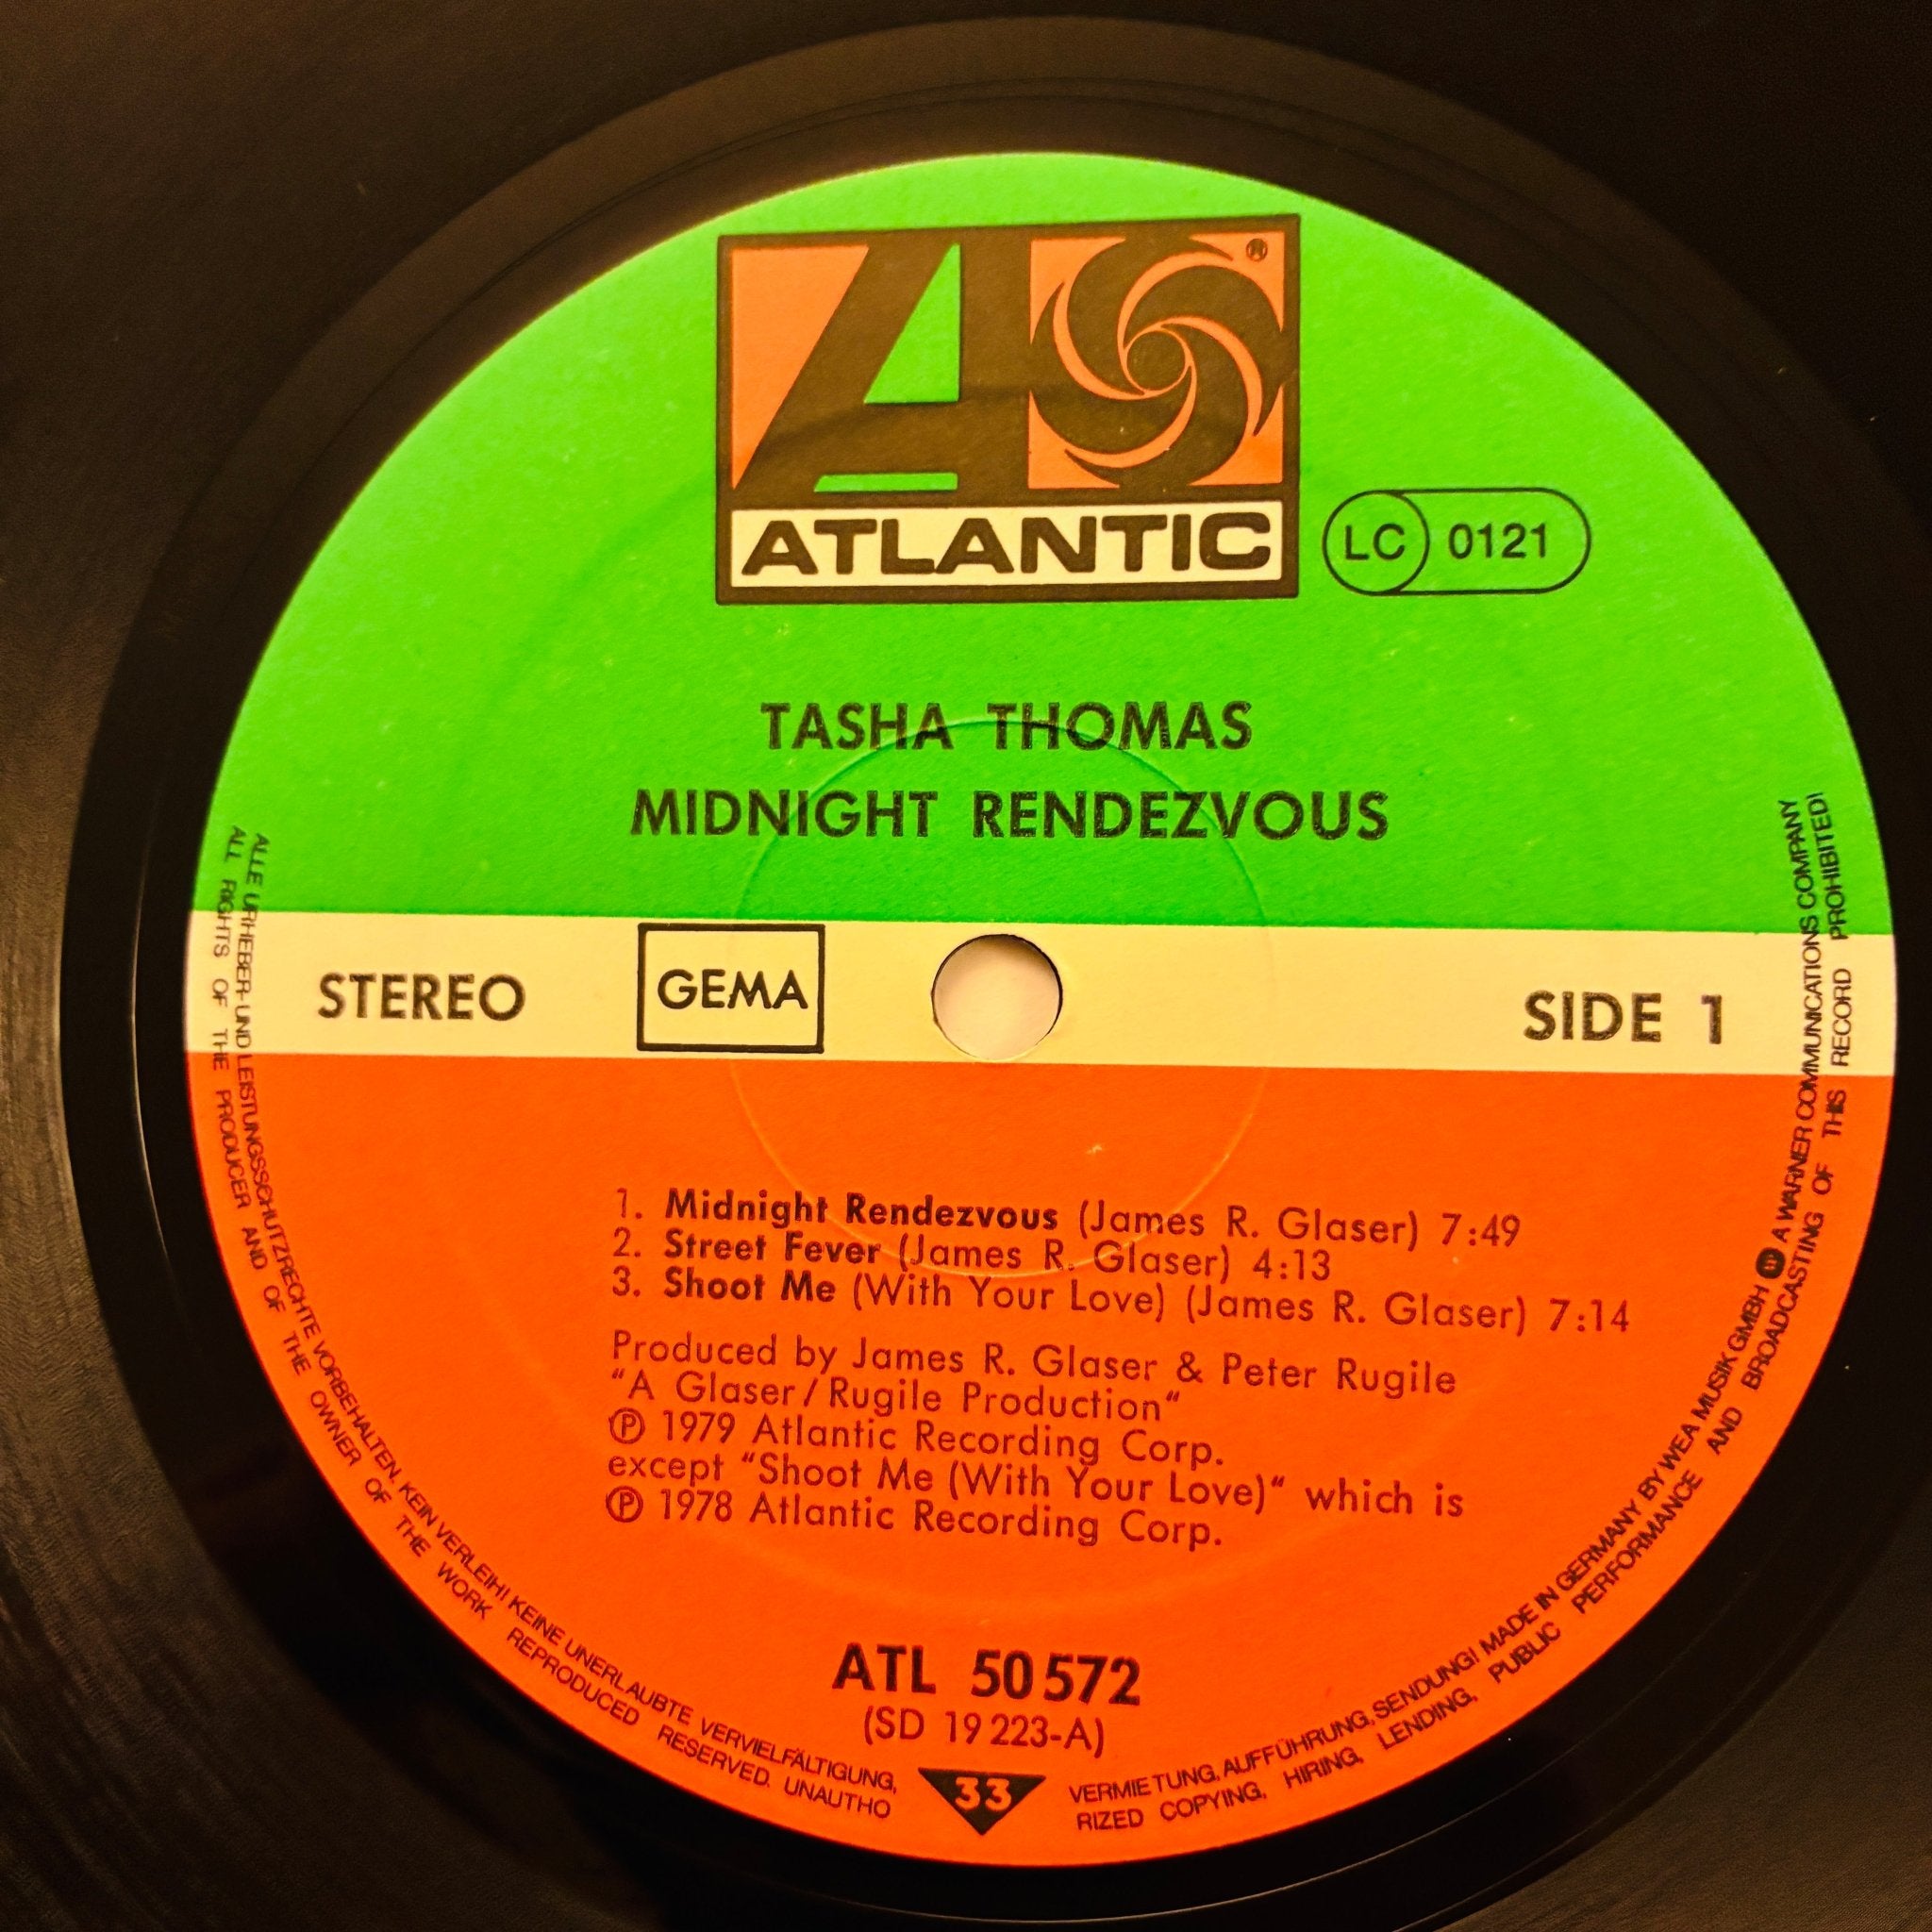 ATLANTIC
®
LC 0121
TASHA THOMAS
MIDNIGHT RENDEZVOUS
STEREO
GEMA
SIDE 1
1. Midnight Rendezvous (James R. Glaser) 7:49
2. Street Fever (James R. Glaser) 4:13
3. Shoot Me (With Your Love) (James R. Glaser) 7:14
Produced by James R. Glaser & Peter Rugile
"A Glaser/Rugile Production"
℗ 1979 Atlantic Recording Corp.
except "Shoot Me (With Your Love)" which is
℗ 1978 Atlantic Recording Corp.
ATL 50 572
(SD 19 223-A)
33
ALLE URHEBER- UND LEISTUNGSSCHUTZRECHTE VORBEHALTEN. KEIN VERLEIH! KEINE UNERLAUBTE VERVIELFÄLTIGUNG, VERMIETUNG, AUFFÜHRUNG, SENDUNG! MADE IN GERMANY BY WEA MUSIK GMBH A WARNER COMMUNICATIONS COMPANY
ALL RIGHTS OF THE PRODUCER AND OF THE OWNER OF THE WORK REPRODUCED RESERVED. UNAUTHORIZED COPYING, HIRING, LENDING, PUBLIC PERFORMANCE AND BROADCASTING OF THIS RECORD PROHIBITED!